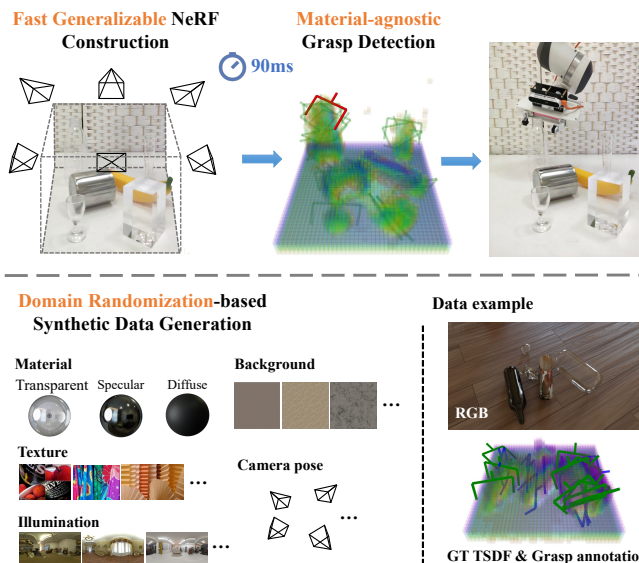 Fast Generalizable NeRF
Construction
Material-agnostic
Grasp Detection
90ms
Domain Randomization-based
Synthetic Data Generation
Material
Transparent Specular Diffuse
Background
...
Texture
...
Camera pose
...
Illumination
...
Data example
RGB
GT TSDF & Grasp annotatio